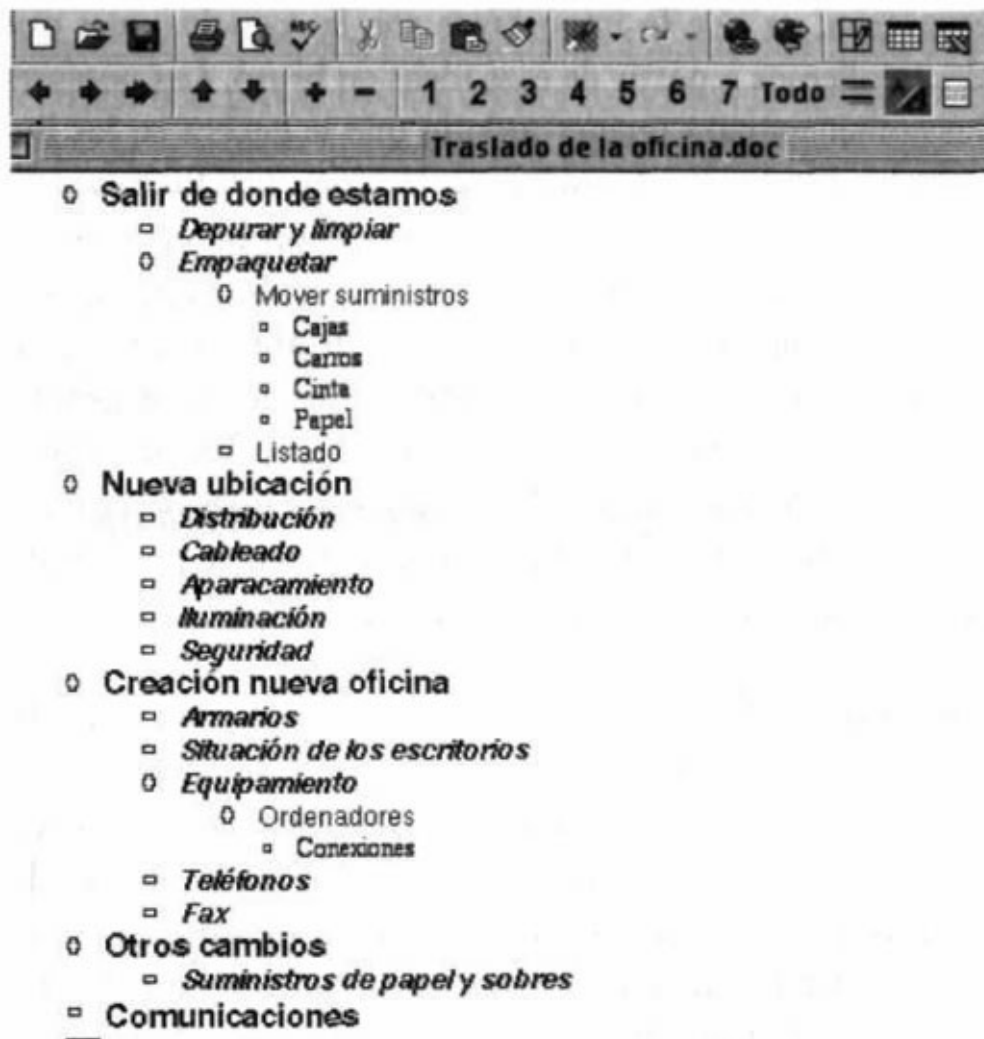 1 2 3 4 5 6 7 Todo
Traslado de la oficina.doc
Salir de donde estamos
Depurar y limpiar
Empaquetar
Mover suministros
Cajas
Carros
Cinta
Papel
Listado
Nueva ubicación
Distribución
Cableado
Aparacamiento
Iluminación
Seguridad
Creación nueva oficina
Armarios
Situación de los escritorios
Equipamiento
Ordenadores
Conexiones
Teléfonos
Fax
Otros cambios
Suministros de papel y sobres
Comunicaciones